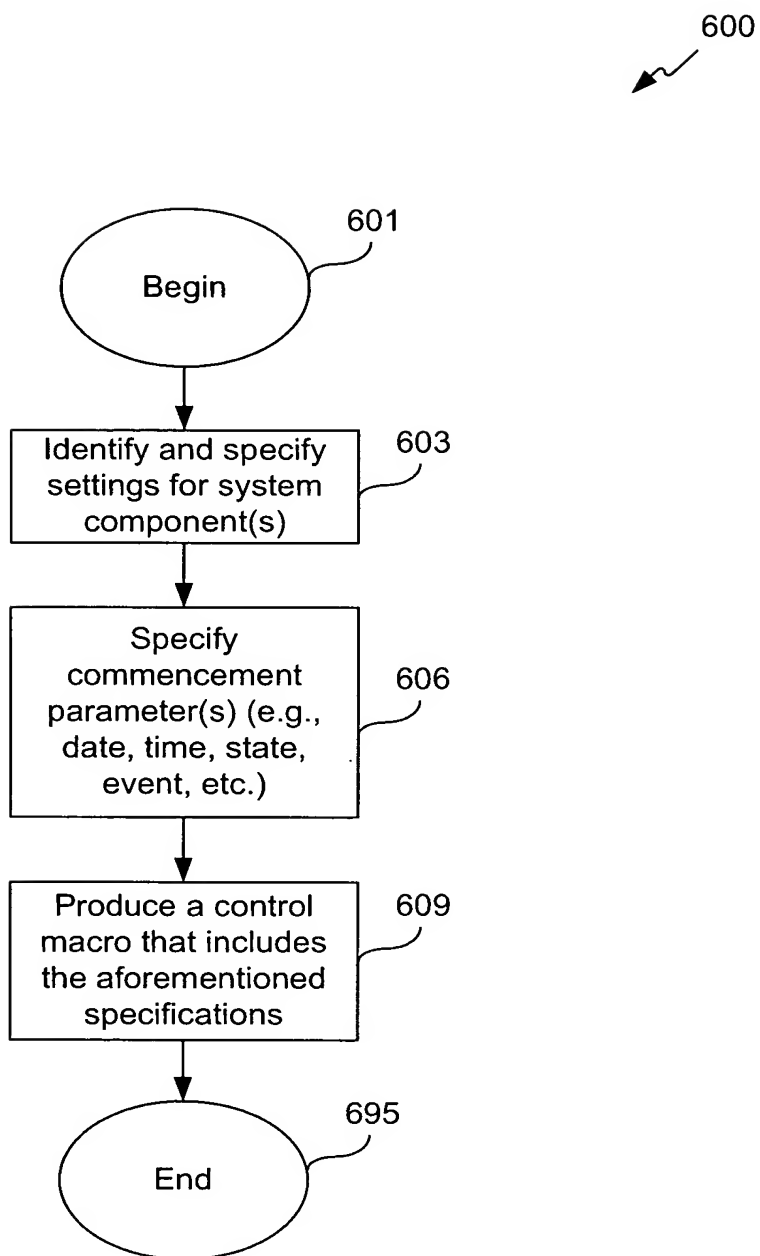 600
601
Begin
Identify and specify
settings for system
component(s)
603
Specify
commencement
parameter(s) (e.g.,
date, time, state,
event, etc.)
606
Produce a control
macro that includes
the aforementioned
specifications
609
695
End